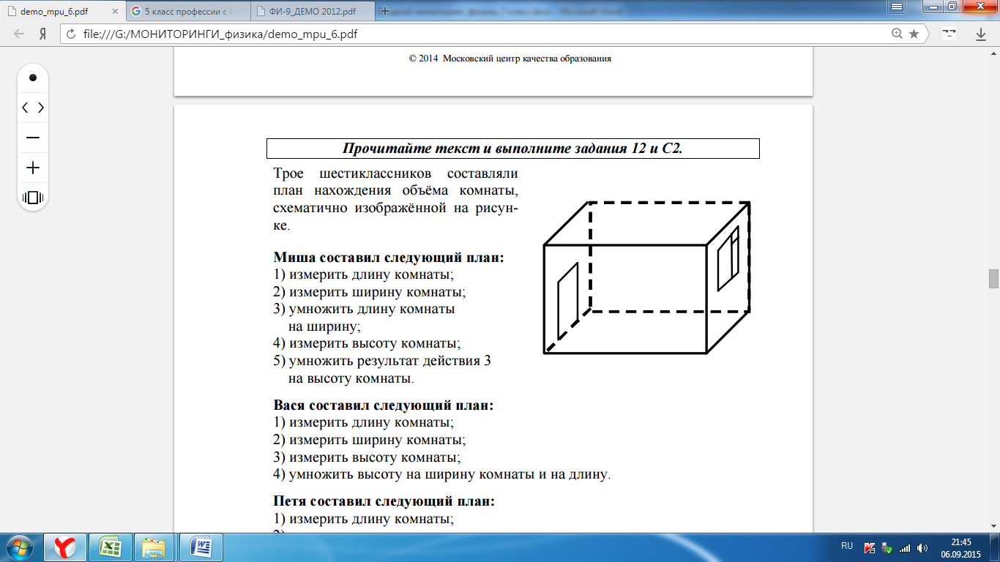 demo_mpu_6.pdf
5 класс профессии с
ФИ-9_ДЕМО 2012.pdf
Я
file:///G:/МОНИТОРИНГИ_физика/demo_mpu_6.pdf
© 2014 Московский центр качества образования
Прочитайте текст и выполните задания 12 и С2.
Трое шестиклассников составляли
план нахождения объёма комнаты,
схематично изображённой на рисун-
ке.
Миша составил следующий план:
1) измерить длину комнаты;
2) измерить ширину комнаты;
3) умножить длину комнаты
на ширину;
4) измерить высоту комнаты;
5) умножить результат действия 3
на высоту комнаты.
Вася составил следующий план:
1) измерить длину комнаты;
2) измерить ширину комнаты;
3) измерить высоту комнаты;
4) умножить высоту на ширину комнаты и на длину.
Петя составил следующий план:
1) измерить длину комнаты;
RU
21:45
06.09.2015